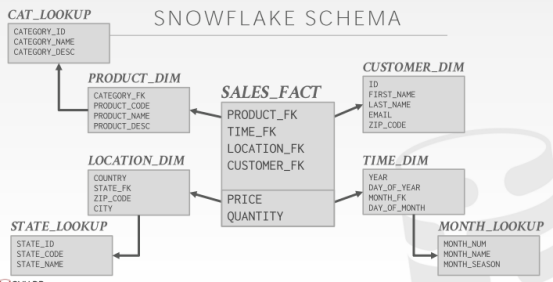 SNOWFLAKE SCHEMA
CAT_LOOKUP
CATEGORY_ID
CATEGORY_NAME
CATEGORY_DESC
PRODUCT_DIM
CATEGORY_FK
PRODUCT_CODE
PRODUCT_NAME
PRODUCT_DESC
SALES_FACT
PRODUCT_FK
TIME_FK
LOCATION_FK
CUSTOMER_FK
PRICE
QUANTITY
CUSTOMER_DIM
ID
FIRST_NAME
LAST_NAME
EMAIL
ZIP_CODE
LOCATION_DIM
COUNTRY
STATE_FK
ZIP_CODE
CITY
TIME_DIM
YEAR
DAY_OF_YEAR
MONTH_FK
DAY_OF_MONTH
STATE_LOOKUP
STATE_ID
STATE_CODE
STATE_NAME
MONTH_LOOKUP
MONTH_NUM
MONTH_NAME
MONTH_SEASON